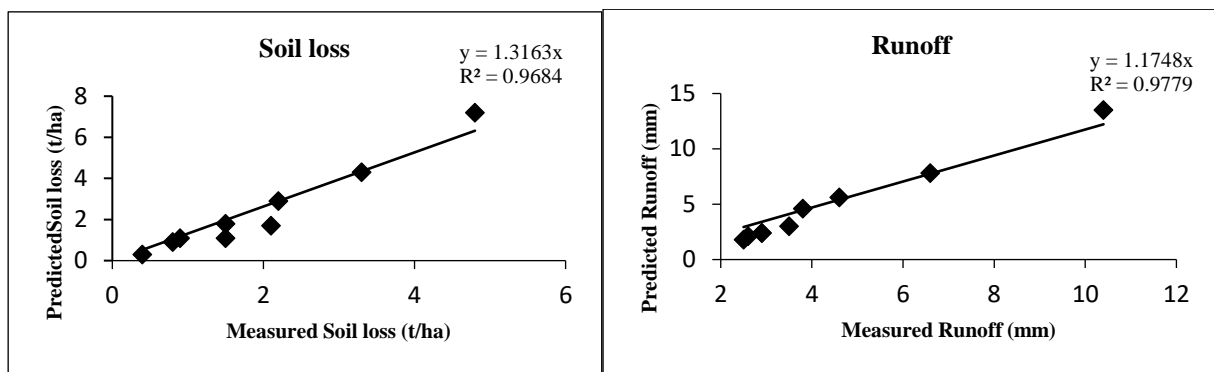 Soil loss
y = 1.3163x
R² = 0.9684
PredictedSoil loss (t/ha)
8
6
4
2
0
0 2 4 6
Measured Soil loss (t/ha)
Runoff
y = 1.1748x
R² = 0.9779
Predicted Runoff (mm)
15
10
5
0
2 4 6 8 10 12
Measured Runoff (mm)